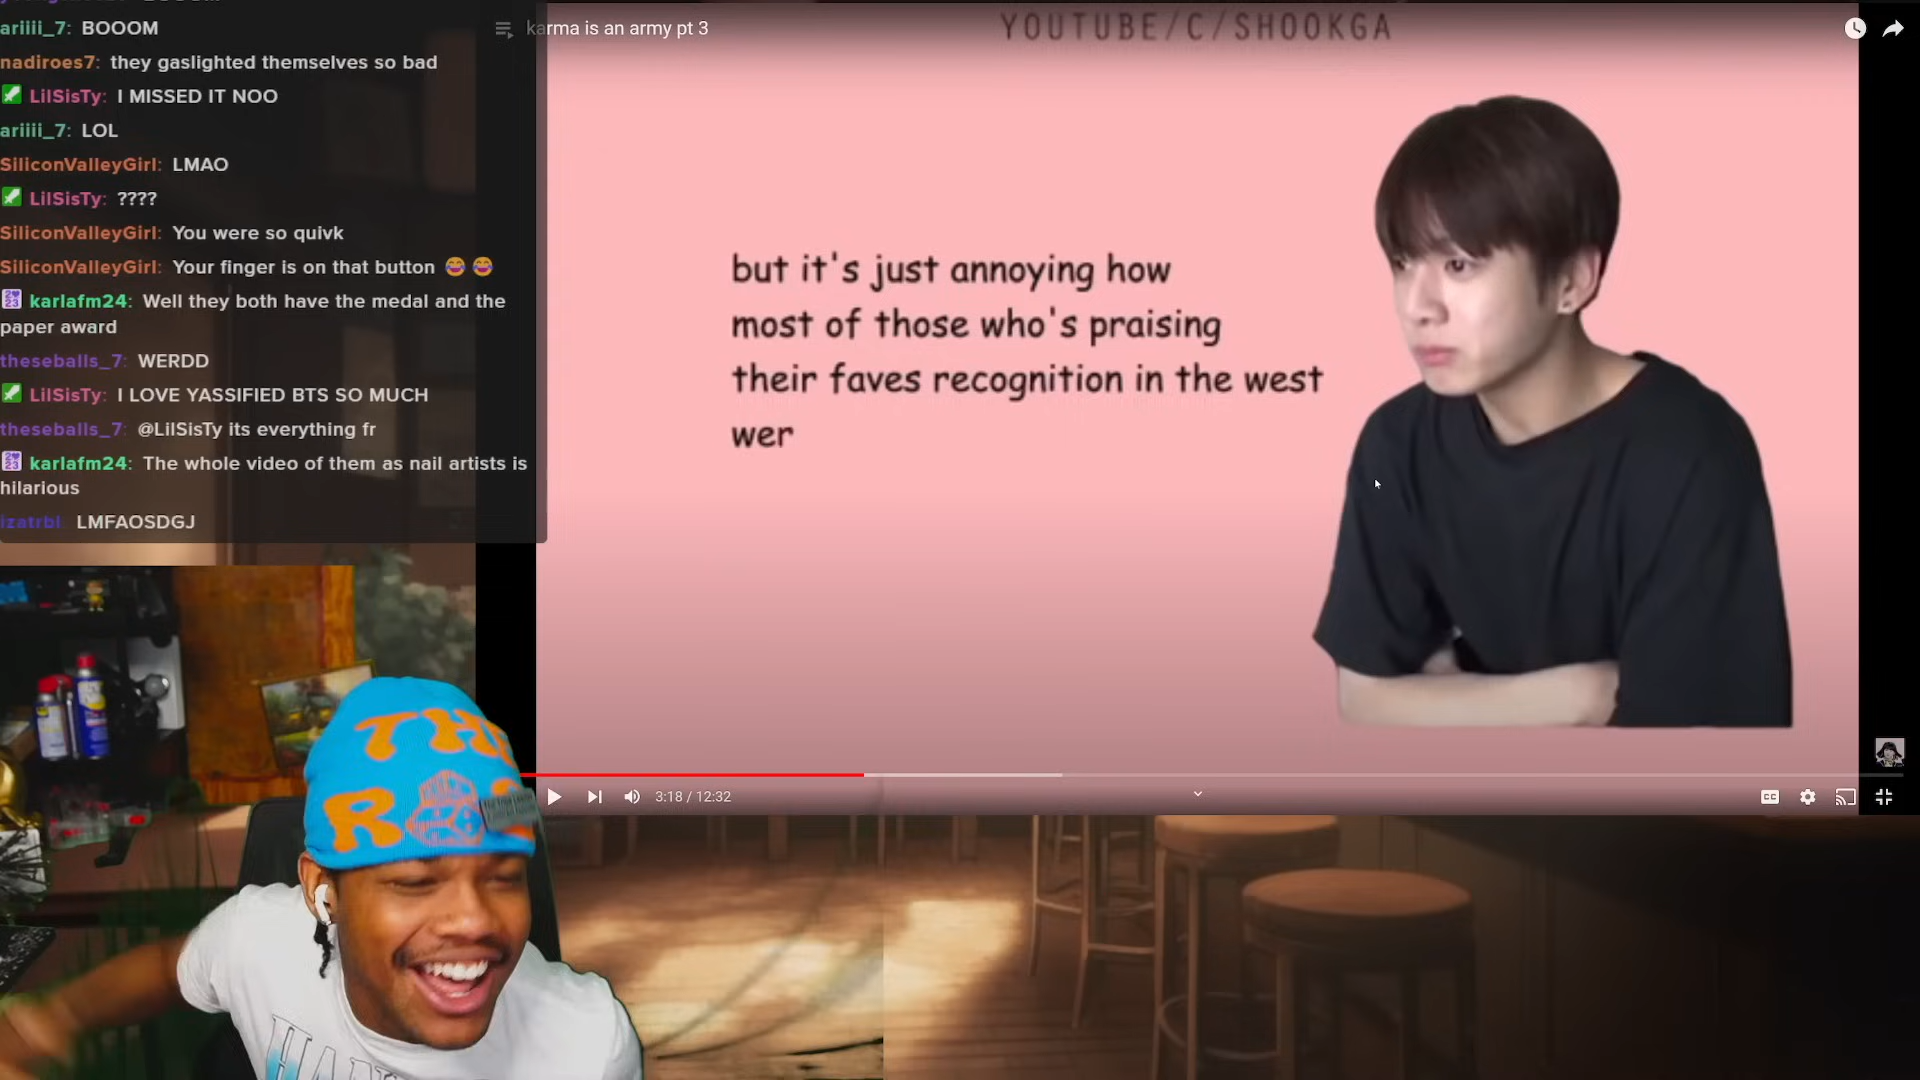 ariiii_7: BOOOM
nadiroes7: they gaslighted themselves so bad
LilSisTy: I MISSED IT NOO
ariiii_7: LOL
SiliconValleyGirl: LMAO
LilSisTy: ????
SiliconValleyGirl: You were so quivk
SiliconValleyGirl: Your finger is on that button 😂 😂
karlafm24: Well they both have the medal and the
paper award
theseballs_7: WERDD
LilSisTy: I LOVE YASSIFIED BTS SO MUCH
theseballs_7: @LilSisTy its everything fr
karlafm24: The whole video of them as nail artists is
hilarious
izatrbl: LMFAOSDGJ
karma is an army pt 3
YOUTUBE/C/SHOOKGA
but it's just annoying how
most of those who's praising
their faves recognition in the west
wer
3:18 / 12:32
CC
TH
R